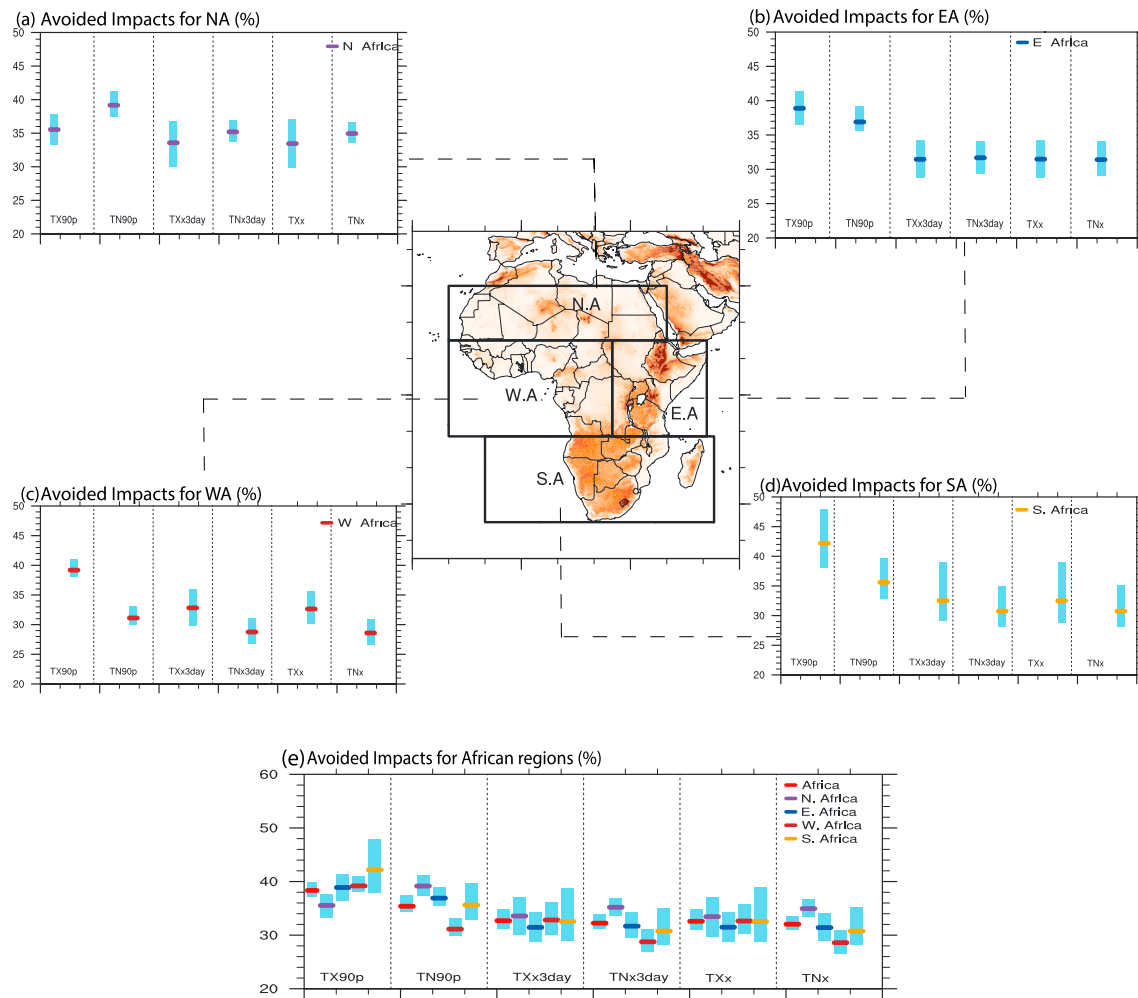 (a) Avoided Impacts for NA (%)
50
45
40
35
30
25
20
N Africa
TX90p TN90p TXx3day TNx3day TXx TNx
(b) Avoided Impacts for EA (%)
50
45
40
35
30
25
20
E Africa
TX90p TN90p TXx3day TNx3day TXx TNx
N.A
W.A
E.A
S.A
(c) Avoided Impacts for WA (%)
50
45
40
35
30
25
20
W Africa
TX90p TN90p TXx3day TNx3day TXx TNx
(d)Avoided Impacts for SA (%)
50
45
40
35
30
25
20
S. Africa
TX90p TN90p TXx3day TNx3day TXx TNx
(e) Avoided Impacts for African regions (%)
60
50
40
30
20
Africa
N. Africa
E. Africa
W. Africa
S. Africa
TX90p TN90p TXx3day TNx3day TXx TNx